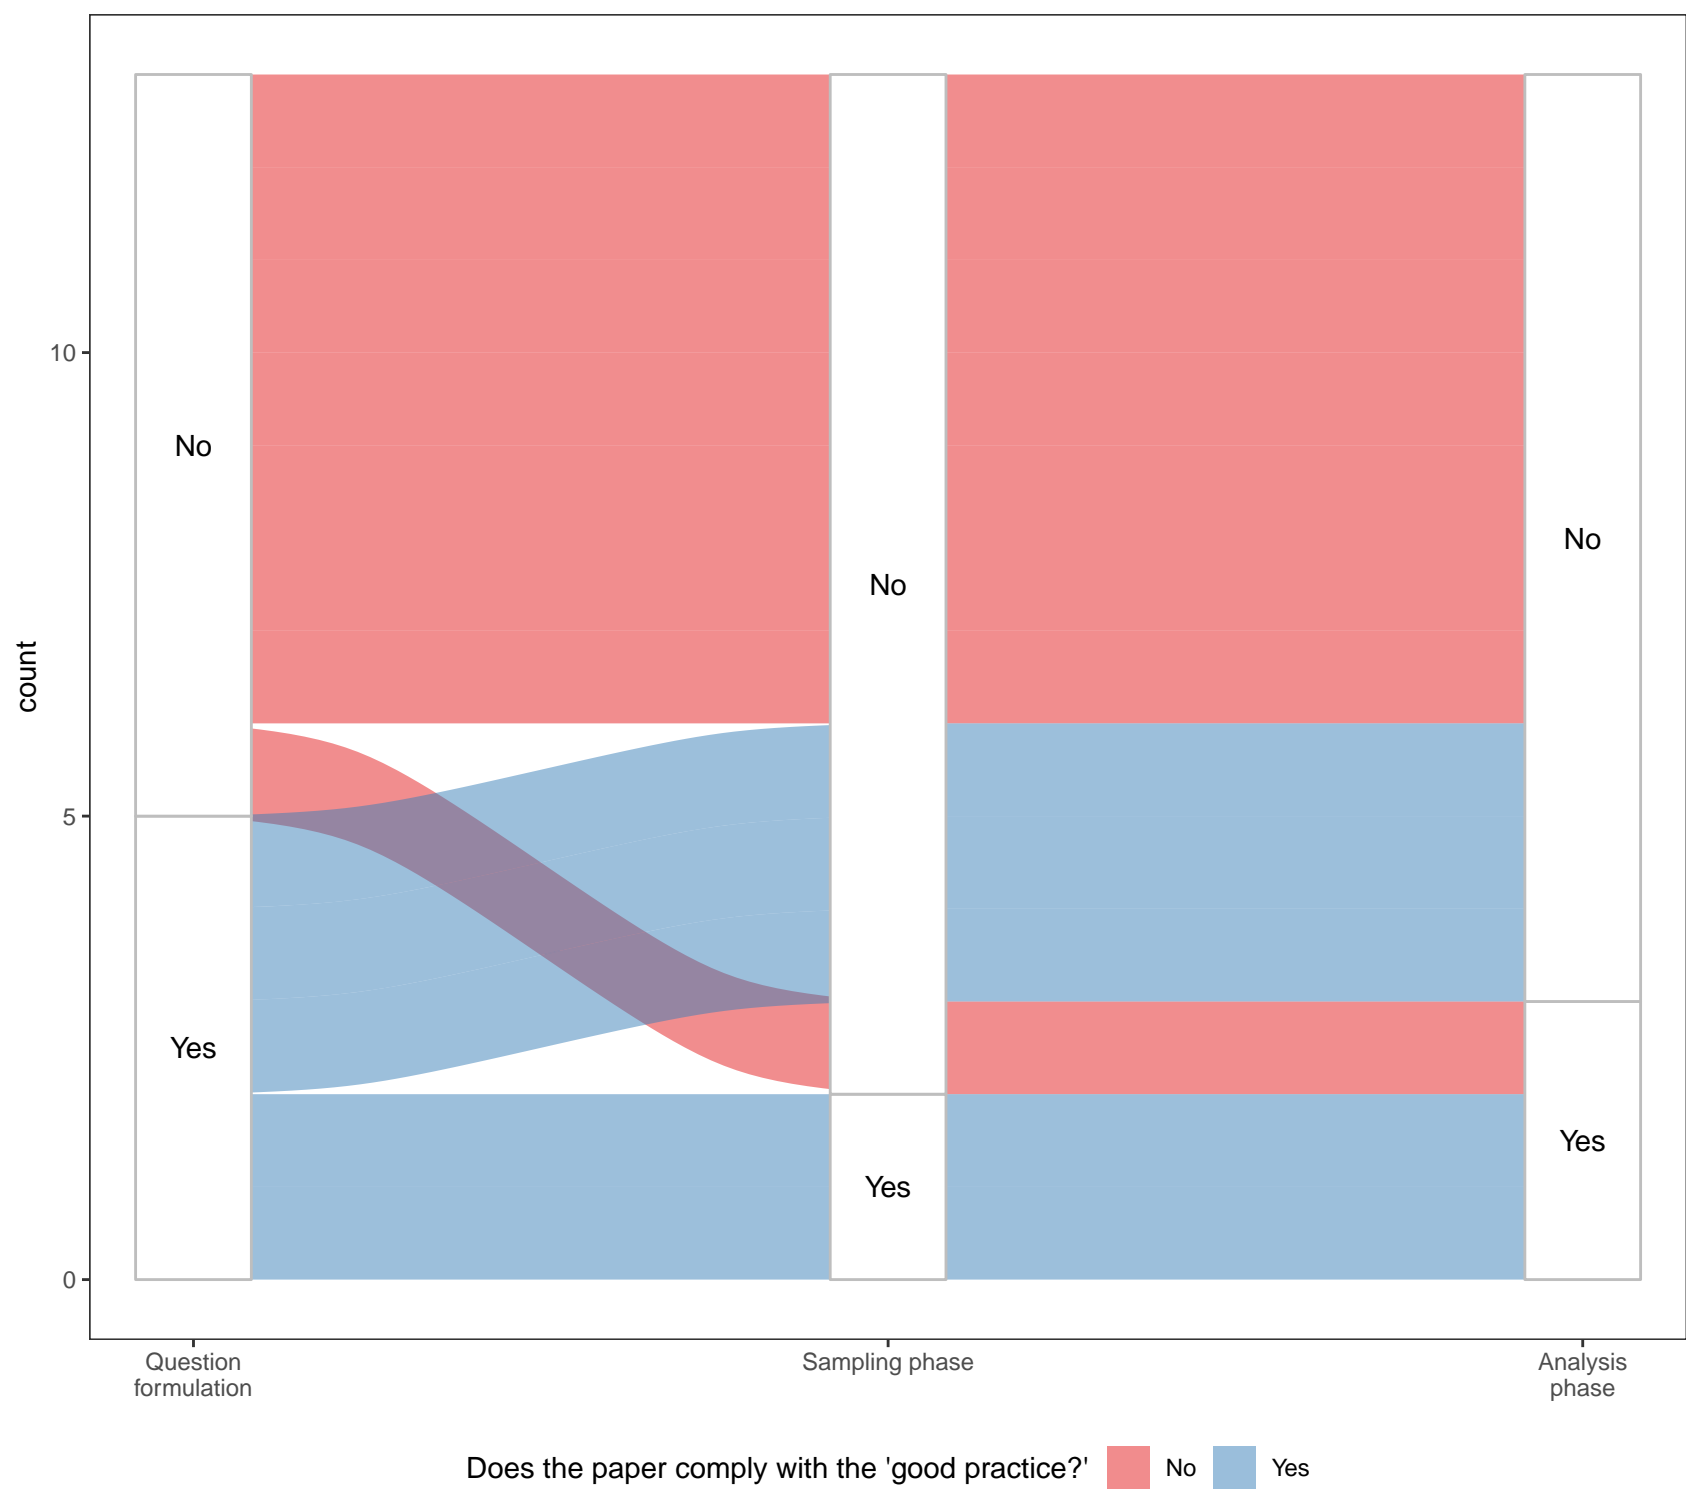 No
10
No
No
count
5
Yes
Yes
Yes
0
Question
formulation
Sampling phase
Analysis
phase
Does the paper comply with the 'good practice?' No Yes